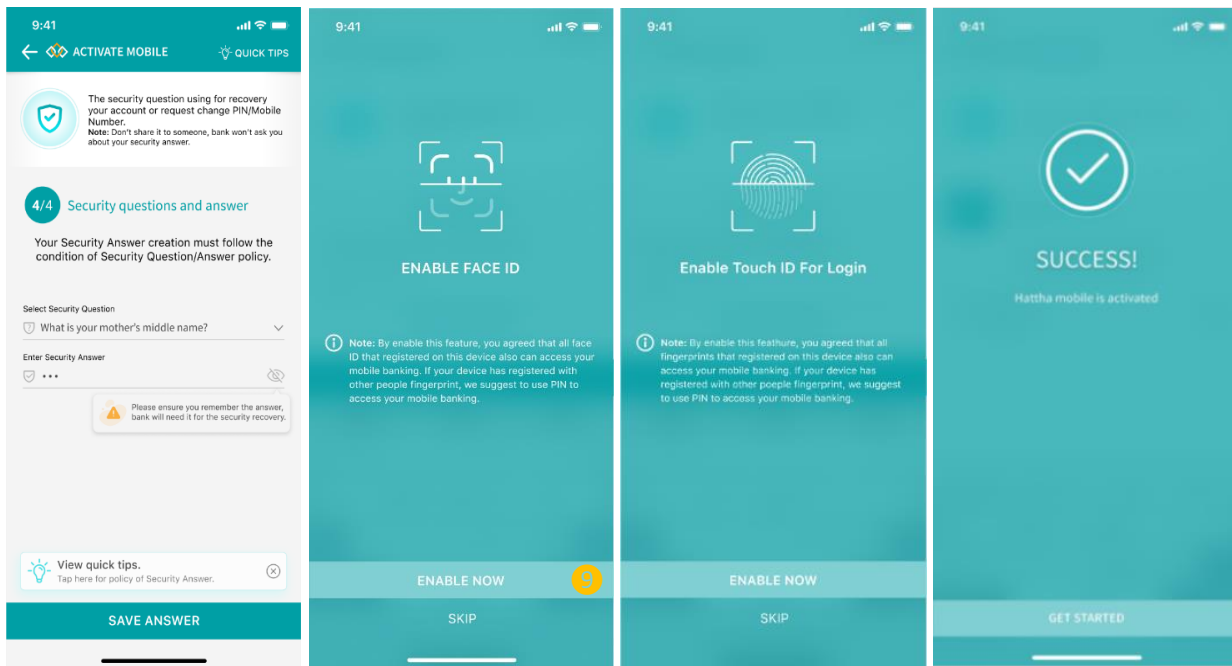 9:41
ACTIVATE MOBILE
QUICK TIPS
The security question using for recovery
your account or request change PIN/Mobile
Number.
Note: Don't share it to someone, bank won't ask you
about your security answer.
4/4 Security questions and answer
Your Security Answer creation must follow the
condition of Security Question/Answer policy.
Select Security Question
What is your mother's middle name?
Enter Security Answer
•••
Please ensure you remember the answer,
bank will need it for the security recovery.
View quick tips.
Tap here for policy of Security Answer.
SAVE ANSWER
9:41
ENABLE FACE ID
Note: By enable this feature, you agreed that all face
ID that registered on this device also can access your
mobile banking. If your device has registered with
other people fingerprint, we suggest to use PIN to
access your mobile banking.
ENABLE NOW
9
SKIP
9:41
Enable Touch ID For Login
Note: By enable this feathure, you agreed that all
fingerprints that registered on this device also can
access your mobile banking. If your device has
registered with other poeple fingerprint, we suggest
to use PIN to access your mobile banking.
ENABLE NOW
SKIP
9:41
SUCCESS!
Hattha mobile is activated
GET STARTED